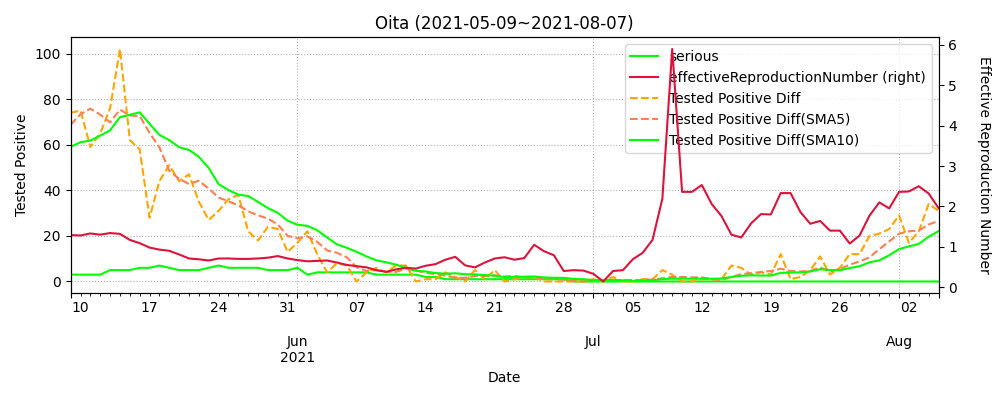 Oita (2021-05-09~2021-08-07)
serious
effectiveReproductionNumber (right)
Tested Positive Diff
Tested Positive Diff(SMA5)
Tested Positive Diff(SMA10)
Tested Positive
100
80
60
40
20
0
Effective Reproduction Number
6
5
4
3
2
1
0
10 17 24 31 07 14 21 28 05 12 19 26 02
Jun Jul Aug
2021
Date